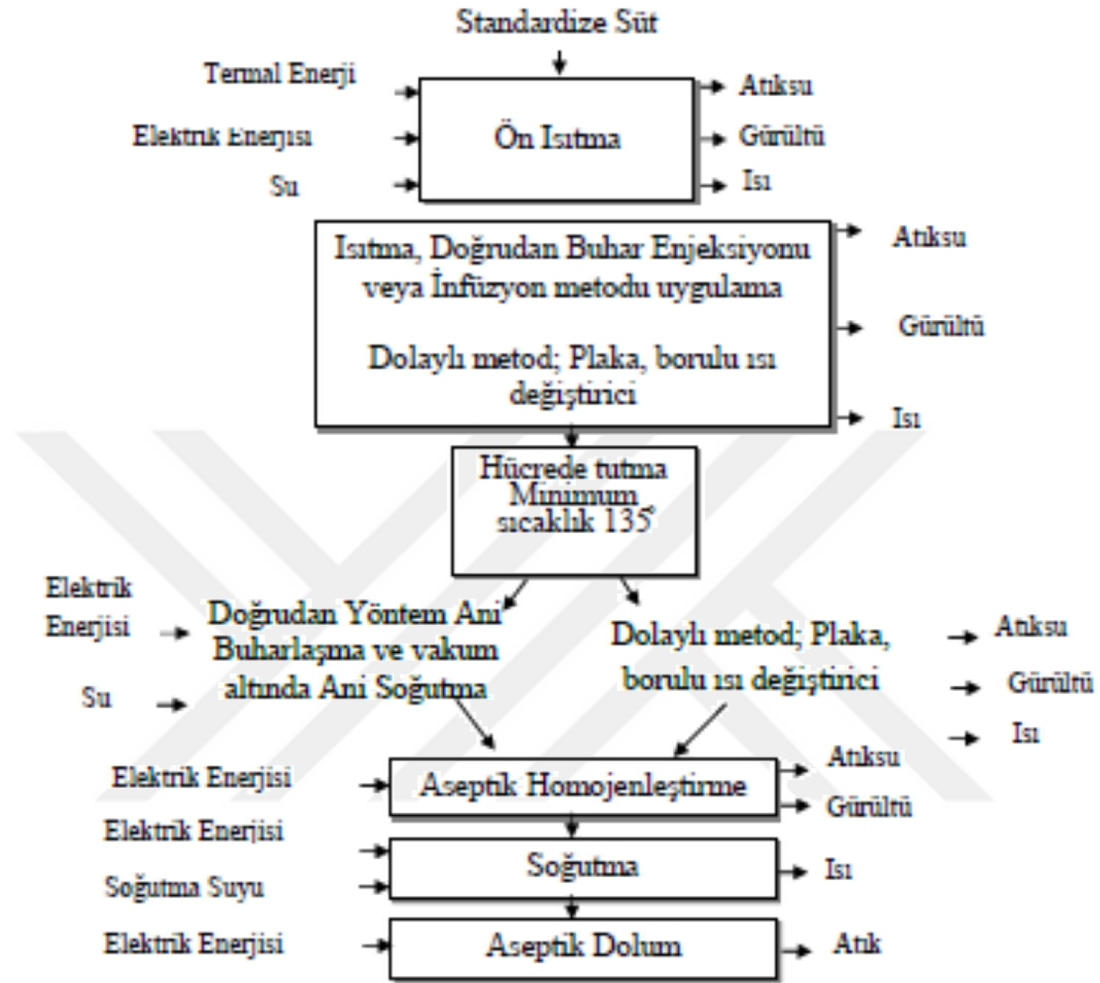 Standardize Süt
Termal Enerji
Atıksu
Elektrik Enerjisi
Ön Isıtma
Gürültü
Su
Isı
Isıtma, Doğrudan Buhar Enjeksiyonu
veya İnfüzyon metodu uygulama
Dolaylı metod; Plaka, borulu ısı
değiştirici
Atıksu
Gürültü
Isı
Hücrede tutma
Minimum
sıcaklık 135°
Elektrik
Enerjisi
Su
Doğrudan Yöntem Ani
Buharlaşma ve vakum
altında Ani Soğutma
Dolaylı metod; Plaka,
borulu ısı değiştirici
Atıksu
Gürültü
Isı
Elektrik Enerjisi
Aseptik Homojenleştirme
Atıksu
Gürültü
Elektrik Enerjisi
Soğutma Suyu
Soğutma
Isı
Elektrik Enerjisi
Aseptik Dolum
Atık